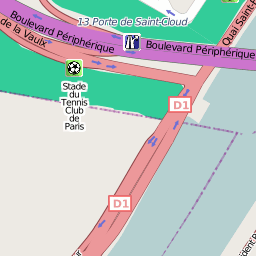 13 Porte de Saint-Cloud
Boulevard Périphérique
Boulevard Périphérique
de la
Quai Saint-
Stade
du
Tennis
Club
de
Paris
D1
D1